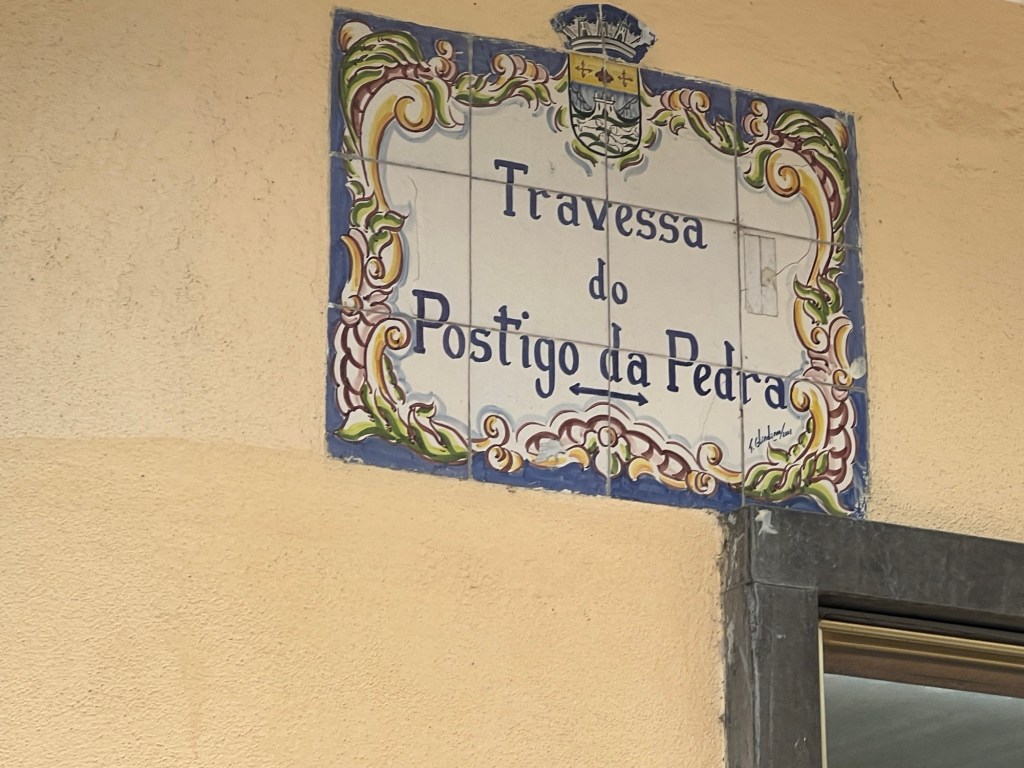 Travessa
do
Postigo da Pedra